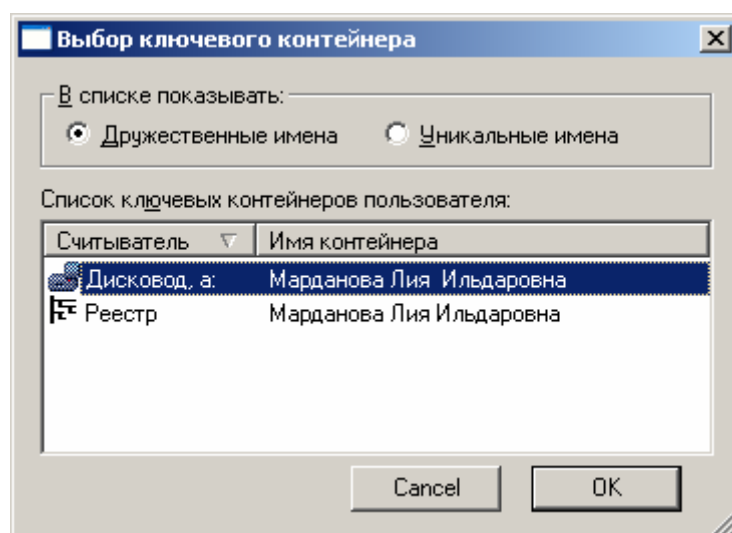 Выбор ключевого контейнера
В списке показывать:
Дружественные имена Уникальные имена
Список ключевых контейнеров пользователя:
Считыватель Имя контейнера
Дисковод, a: Марданова Лия  Ильдаровна
Реестр Марданова Лия Ильдаровна
Cancel OK